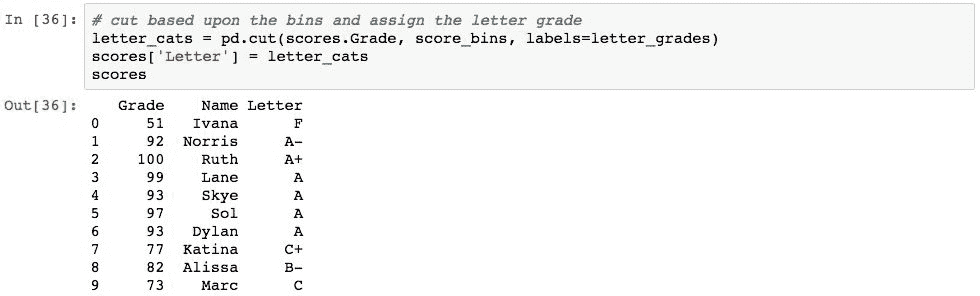 In [36]: # cut based upon the bins and assign the letter grade
letter_cats = pd.cut(scores.Grade, score_bins, labels=letter_grades)
scores['Letter'] = letter_cats
scores
Out[36]: Grade Name Letter
0 51 Ivana F
1 92 Norris A-
2 100 Ruth A+
3 99 Lane A
4 93 Skye A
5 97 Sol A
6 93 Dylan A
7 77 Katina C+
8 82 Alissa B-
9 73 Marc C